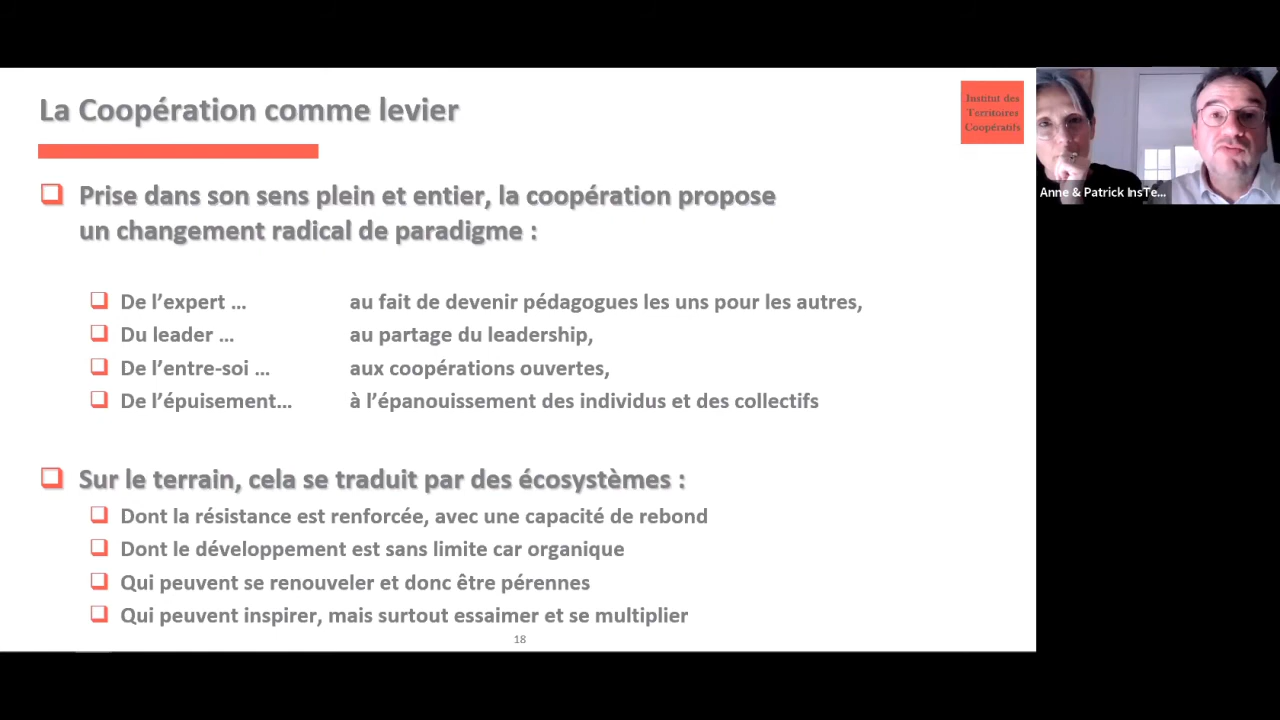 La Coopération comme levier
Institut des
Territoires
Coopératifs
Prise dans son sens plein et entier, la coopération propose
un changement radical de paradigme :
De l’expert … au fait de devenir pédagogues les uns pour les autres,
Du leader … au partage du leadership,
De l’entre-soi … aux coopérations ouvertes,
De l’épuisement… à l’épanouissement des individus et des collectifs
Sur le terrain, cela se traduit par des écosystèmes :
Dont la résistance est renforcée, avec une capacité de rebond
Dont le développement est sans limite car organique
Qui peuvent se renouveler et donc être pérennes
Qui peuvent inspirer, mais surtout essaimer et se multiplier
18
Anne & Patrick InsTe...